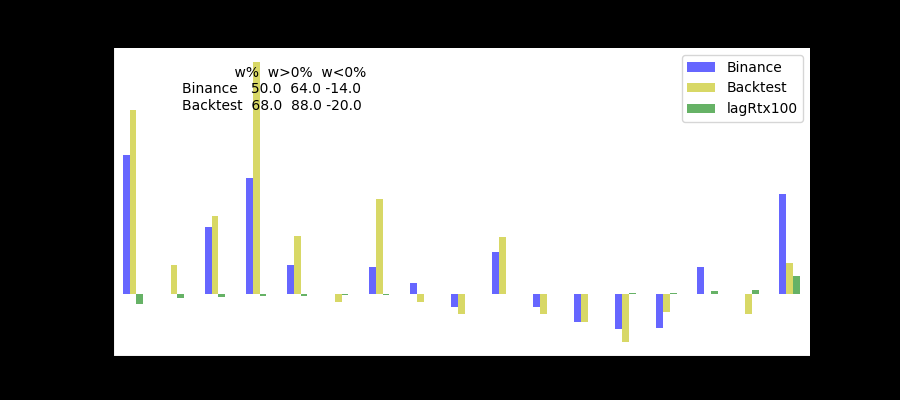 w% w>0% w<0%
Binance 50.0 64.0 -14.0
Backtest 68.0 88.0 -20.0
Binance
Backtest
lagRtx100